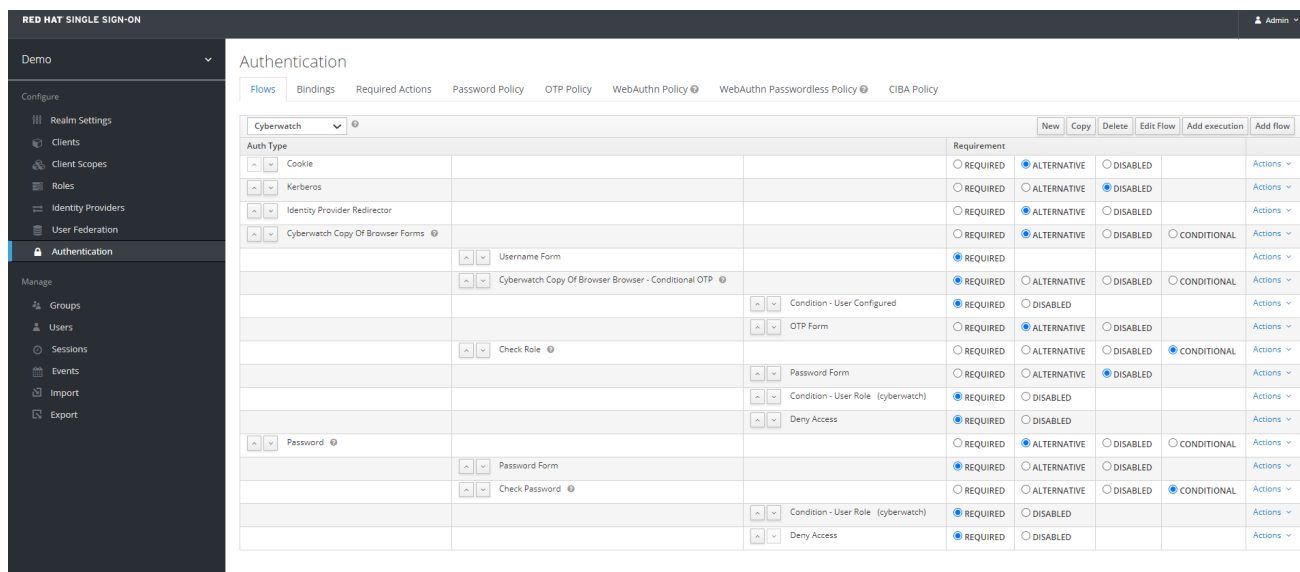 RED HAT SINGLE SIGN-ON
Admin
Demo
Configure
Realm Settings
Clients
Client Scopes
Roles
Identity Providers
User Federation
Authentication
Manage
Groups
Users
Sessions
Events
Import
Export
Authentication
Flows Bindings Required Actions Password Policy OTP Policy WebAuthn Policy WebAuthn Passwordless Policy CIBA Policy
Cyberwatch New Copy Delete Edit Flow Add execution Add flow
Auth Type Requirement
Cookie REQUIRED ALTERNATIVE DISABLED Actions
Kerberos REQUIRED ALTERNATIVE DISABLED Actions
Identity Provider Redirector REQUIRED ALTERNATIVE DISABLED Actions
Cyberwatch Copy Of Browser Forms REQUIRED ALTERNATIVE DISABLED CONDITIONAL Actions
Username Form REQUIRED Actions
Cyberwatch Copy Of Browser Browser - Conditional OTP REQUIRED ALTERNATIVE DISABLED CONDITIONAL Actions
Condition - User Configured REQUIRED DISABLED Actions
OTP Form REQUIRED ALTERNATIVE DISABLED Actions
Check Role REQUIRED ALTERNATIVE DISABLED CONDITIONAL Actions
Password Form REQUIRED ALTERNATIVE DISABLED Actions
Condition - User Role (cyberwatch) REQUIRED DISABLED Actions
Deny Access REQUIRED DISABLED Actions
Password REQUIRED ALTERNATIVE DISABLED CONDITIONAL Actions
Password Form REQUIRED ALTERNATIVE DISABLED Actions
Check Password REQUIRED ALTERNATIVE DISABLED CONDITIONAL Actions
Condition - User Role (cyberwatch) REQUIRED DISABLED Actions
Deny Access REQUIRED DISABLED Actions